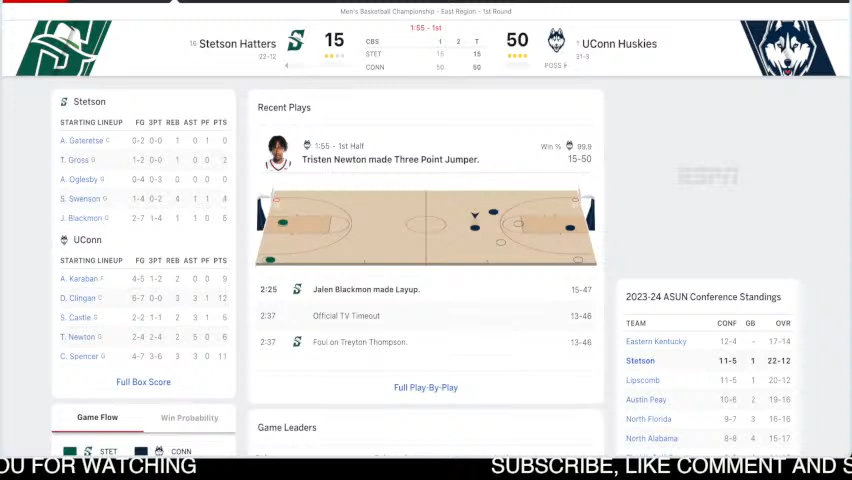 Men's Basketball Championship - East Region - 1st Round
16 Stetson Hatters
22-12
15
1:55 - 1st
CBS 1 2 T
STET 15 15
CONN 50 50
50
POSS
1 UConn Huskies
31-3
Stetson
STARTING LINEUP FG 3PT REB AST PF PTS
A. Gateretse C 0-2 0-0 1 0 1 0
T. Gross G 1-2 0-0 1 0 0 2
A. Oglesby G 0-4 0-3 0 0 0 0
S. Swenson G 1-4 0-2 4 1 1 4
J. Blackmon G 2-7 1-4 1 1 0 5
UConn
STARTING LINEUP FG 3PT REB AST PF PTS
A. Karaban F 4-5 1-2 2 0 0 9
D. Clingan C 6-7 0-0 3 3 1 12
S. Castle G 2-2 1-1 2 3 1 5
T. Newton G 2-4 2-4 2 5 0 6
C. Spencer G 4-7 3-6 3 3 0 11
Full Box Score
Game Flow Win Probability
STET CONN
Recent Plays
1:55 - 1st Half
Tristen Newton made Three Point Jumper.
Win % 99.9
15-50
2:25 Jalen Blackmon made Layup. 15-47
2:37 Official TV Timeout 13-46
2:37 Foul on Treyton Thompson. 13-46
Full Play-By-Play
Game Leaders
ESPN
2023-24 ASUN Conference Standings
TEAM CONF GB OVR
Eastern Kentucky 12-4 - 17-14
Stetson 11-5 1 22-12
Lipscomb 11-5 1 20-12
Austin Peay 10-6 2 19-16
North Florida 9-7 3 16-16
North Alabama 8-8 4 15-17
OU FOR WATCHING
SUBSCRIBE, LIKE COMMENT AND S